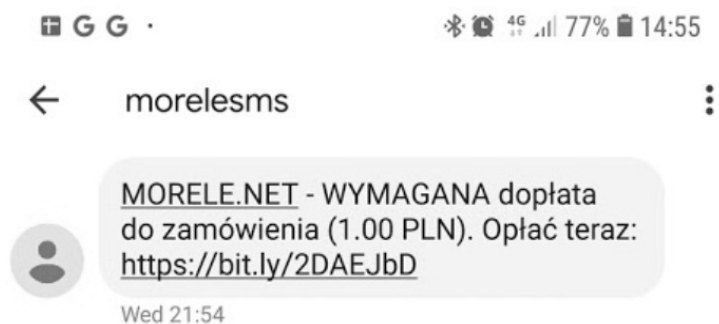 G G ·
4G 77% 14:55
morelesms
MORELE.NET - WYMAGANA dopłata
do zamówienia (1.00 PLN). Opłać teraz:
https://bit.ly/2DAEJbD
Wed 21:54